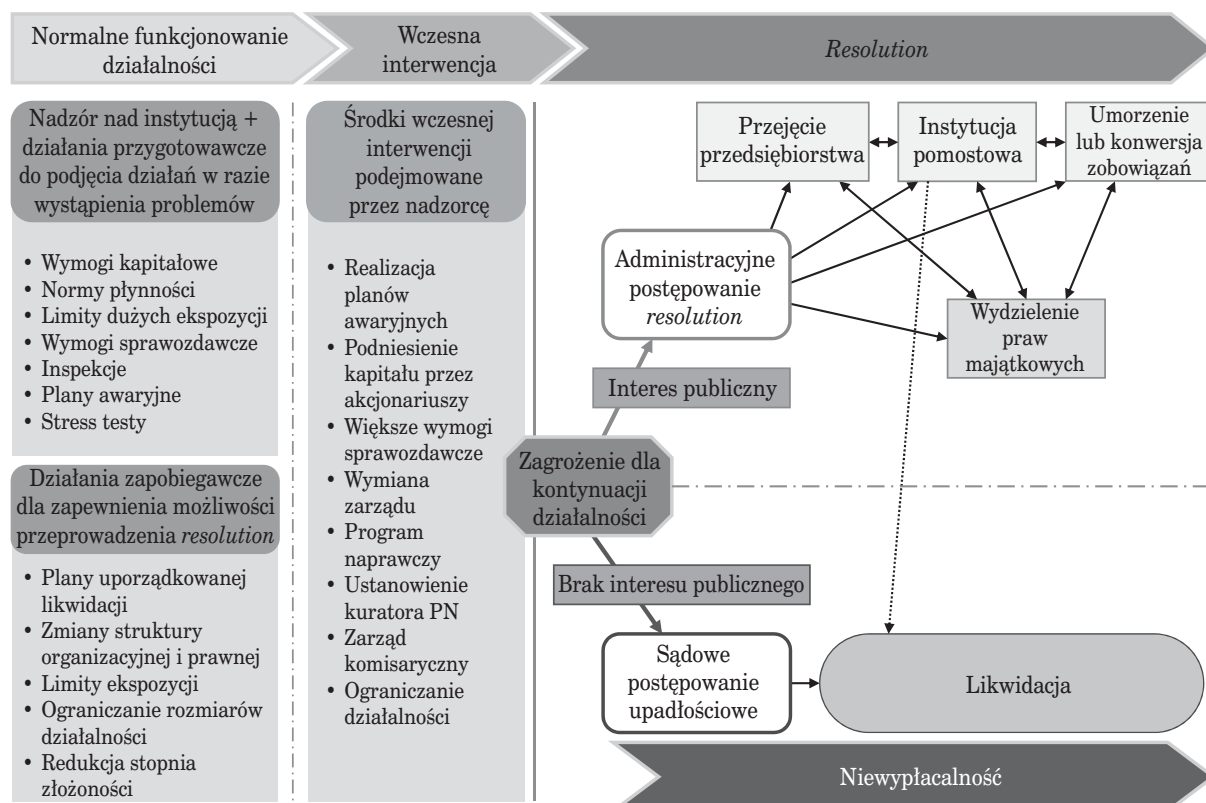 Normalne funkcjonowanie
działalności
Wczesna
interwencja
Resolution
Nadzór nad instytucją +
działania przygotowawcze
do podjęcia działań w razie
wystąpienia problemów
• Wymogi kapitałowe
• Normy płynności
• Limity dużych ekspozycji
• Wymogi sprawozdawcze
• Inspekcje
• Plany awaryjne
• Stress testy
Działania zapobiegawcze
dla zapewnienia możliwości
przeprowadzenia resolution
• Plany uporządkowanej
likwidacji
• Zmiany struktury
organizacyjnej i prawnej
• Limity ekspozycji
• Ograniczanie rozmiarów
działalności
• Redukcja stopnia
złożoności
Środki wczesnej
interwencji
podejmowane
przez nadzorcę
• Realizacja
planów
awaryjnych
• Podniesienie
kapitału przez
akcjonariuszy
• Większe wymogi
sprawozdawcze
• Wymiana
zarządu
• Program
naprawczy
• Ustanowienie
kuratora PN
• Zarząd
komisaryczny
• Ograniczanie
działalności
Przejęcie
przedsiębiorstwa
Instytucja
pomostowa
Umorzenie
lub konwersja
zobowiązań
Administracyjne
postępowanie
resolution
Wydzielenie
praw
majątkowych
Interes publiczny
Zagrożenie dla
kontynuacji
działalności
Brak interesu publicznego
Sądowe
postępowanie
upadłościowe
Likwidacja
Niewypłacalność